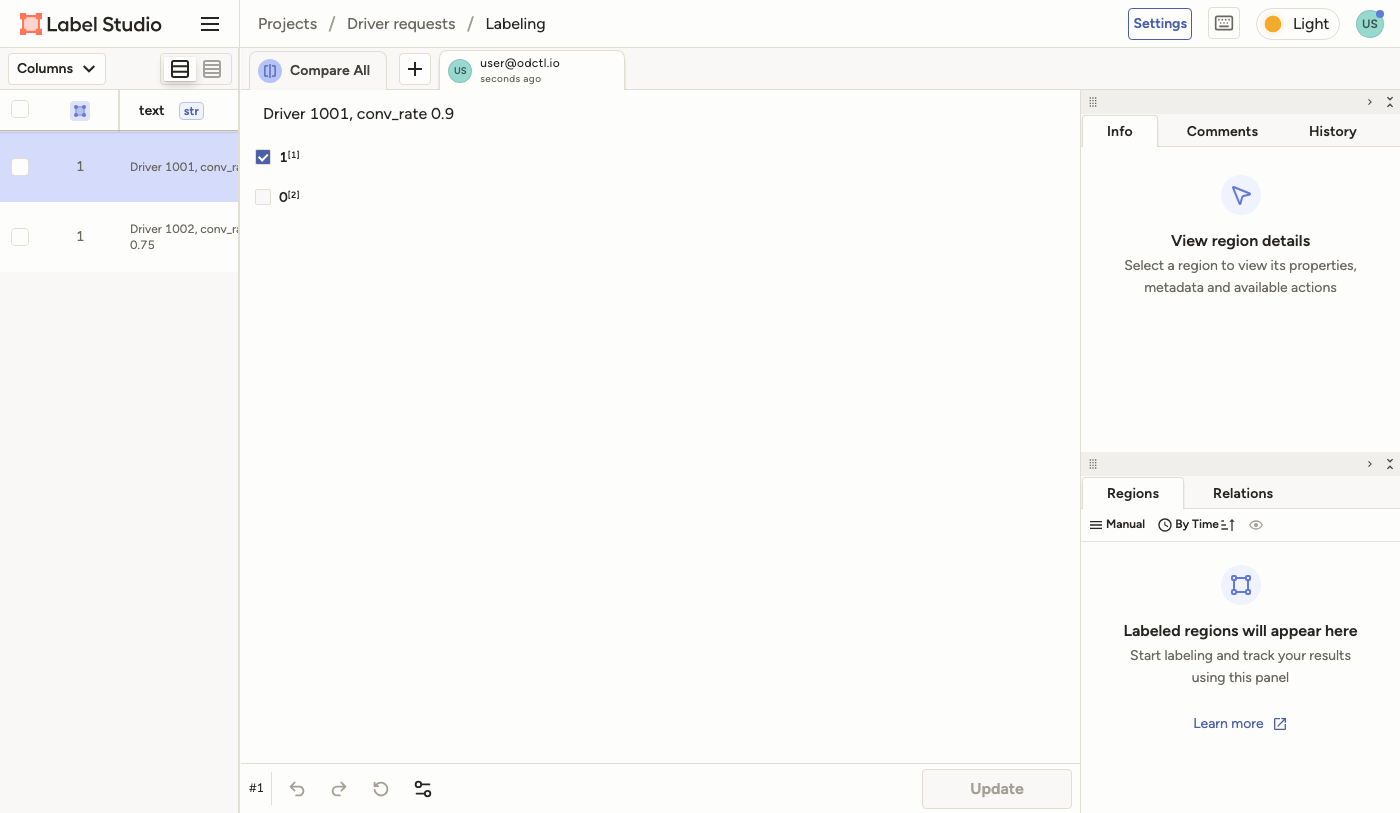 Label Studio
Projects / Driver requests / Labeling
Settings
Light
US
Columns
Compare All
US
user@odctl.io
seconds ago
text str
1 Driver 1001, conv_ra
1 Driver 1002, conv_ra
0.75
Driver 1001, conv_rate 0.9
1[1]
0[2]
#1
Update
Info Comments History
View region details
Select a region to view its properties,
metadata and available actions
Regions Relations
Manual By Time
Labeled regions will appear here
Start labeling and track your results
using this panel
Learn more